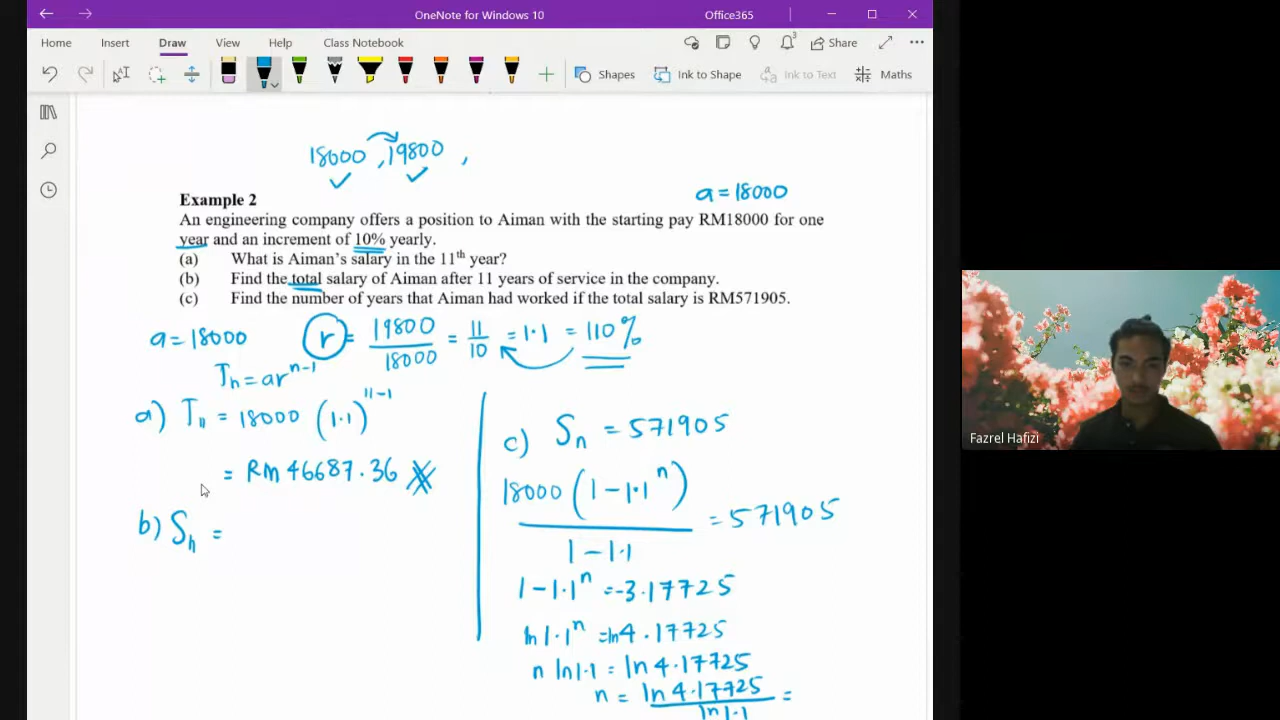 OneNote for Windows 10
Office365
Home Insert Draw View Help Class Notebook
3
Share
Shapes
Ink to Shape
Ink to Text
Maths
18000, 19800,
a = 18000
Example 2
An engineering company offers a position to Aiman with the starting pay RM18000 for one
year and an increment of 10% yearly.
(a) What is Aiman's salary in the 11th year?
(b) Find the total salary of Aiman after 11 years of service in the company.
(c) Find the number of years that Aiman had worked if the total salary is RM571905.
a = 18000 r = 19800/18000 = 11/10 = 1.1 = 110%
Tn = ar^n-1
a) T11 = 18000 (1.1)^11-1
= RM 46687.36
b) S11 =
c) Sn = 571905
18000 (1 - 1.1^n) / 1 - 1.1 = 571905
1 - 1.1^n = -3.17725
ln 1.1^n = ln 4.17725
n ln 1.1 = ln 4.17725
n = ln 4.17725 / ln 1.1 =
Fazrel Hafizi